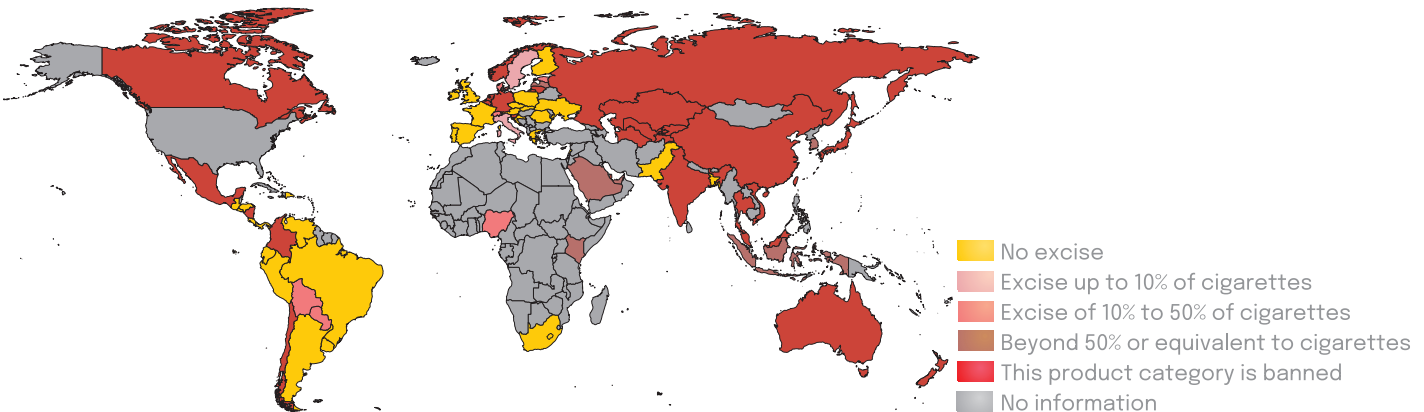 No excise
Excise up to 10% of cigarettes
Excise of 10% to 50% of cigarettes
Beyond 50% or equivalent to cigarettes
This product category is banned
No information